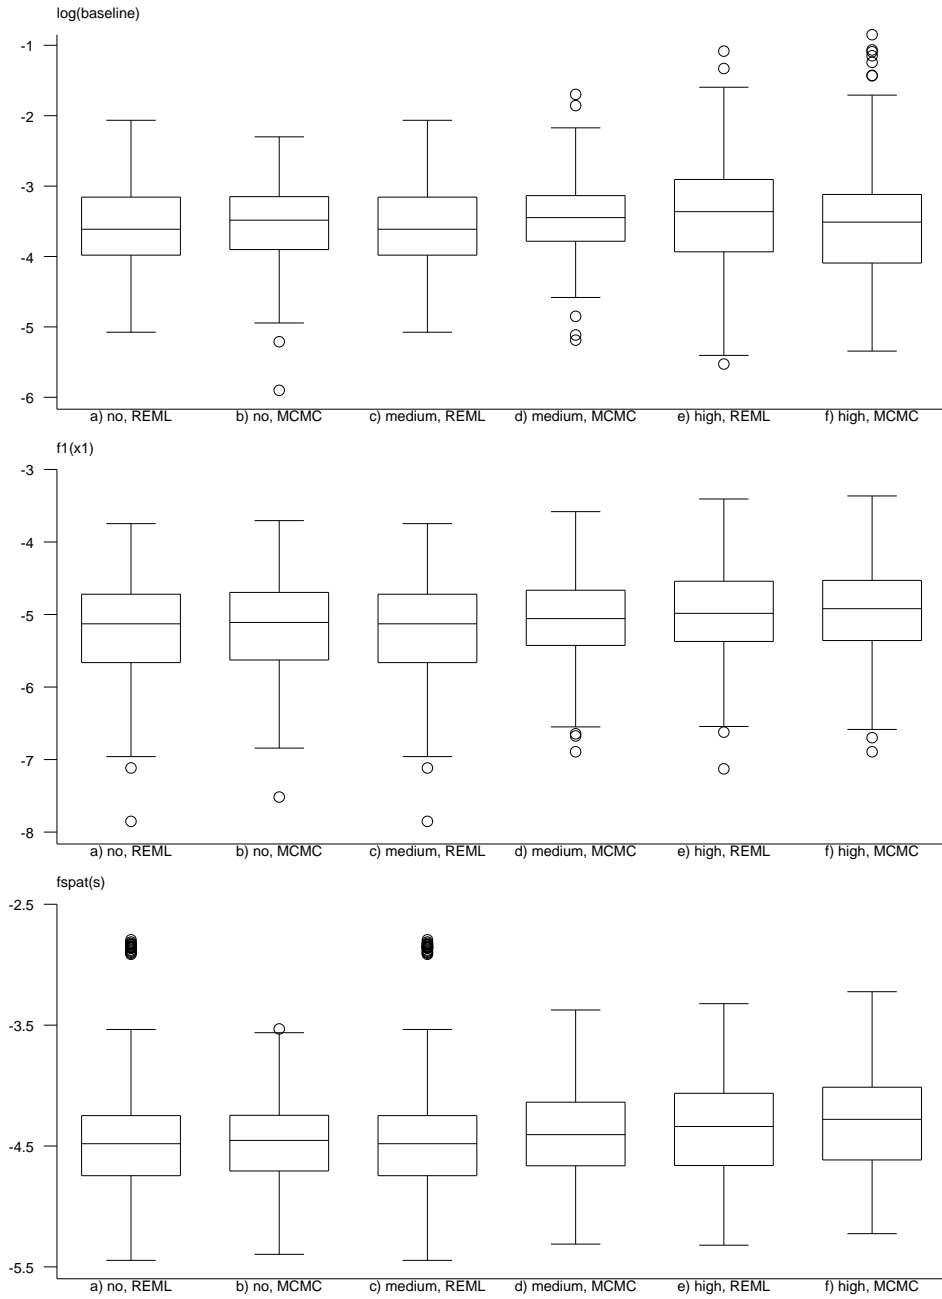 log(baseline)
-1
-2
-3
-4
-5
-6
a) no, REML b) no, MCMC c) medium, REML d) medium, MCMC e) high, REML f) high, MCMC
f1(x1)
-3
-4
-5
-6
-7
-8
a) no, REML b) no, MCMC c) medium, REML d) medium, MCMC e) high, REML f) high, MCMC
fspat(s)
-2.5
-3.5
-4.5
-5.5
a) no, REML b) no, MCMC c) medium, REML d) medium, MCMC e) high, REML f) high, MCMC